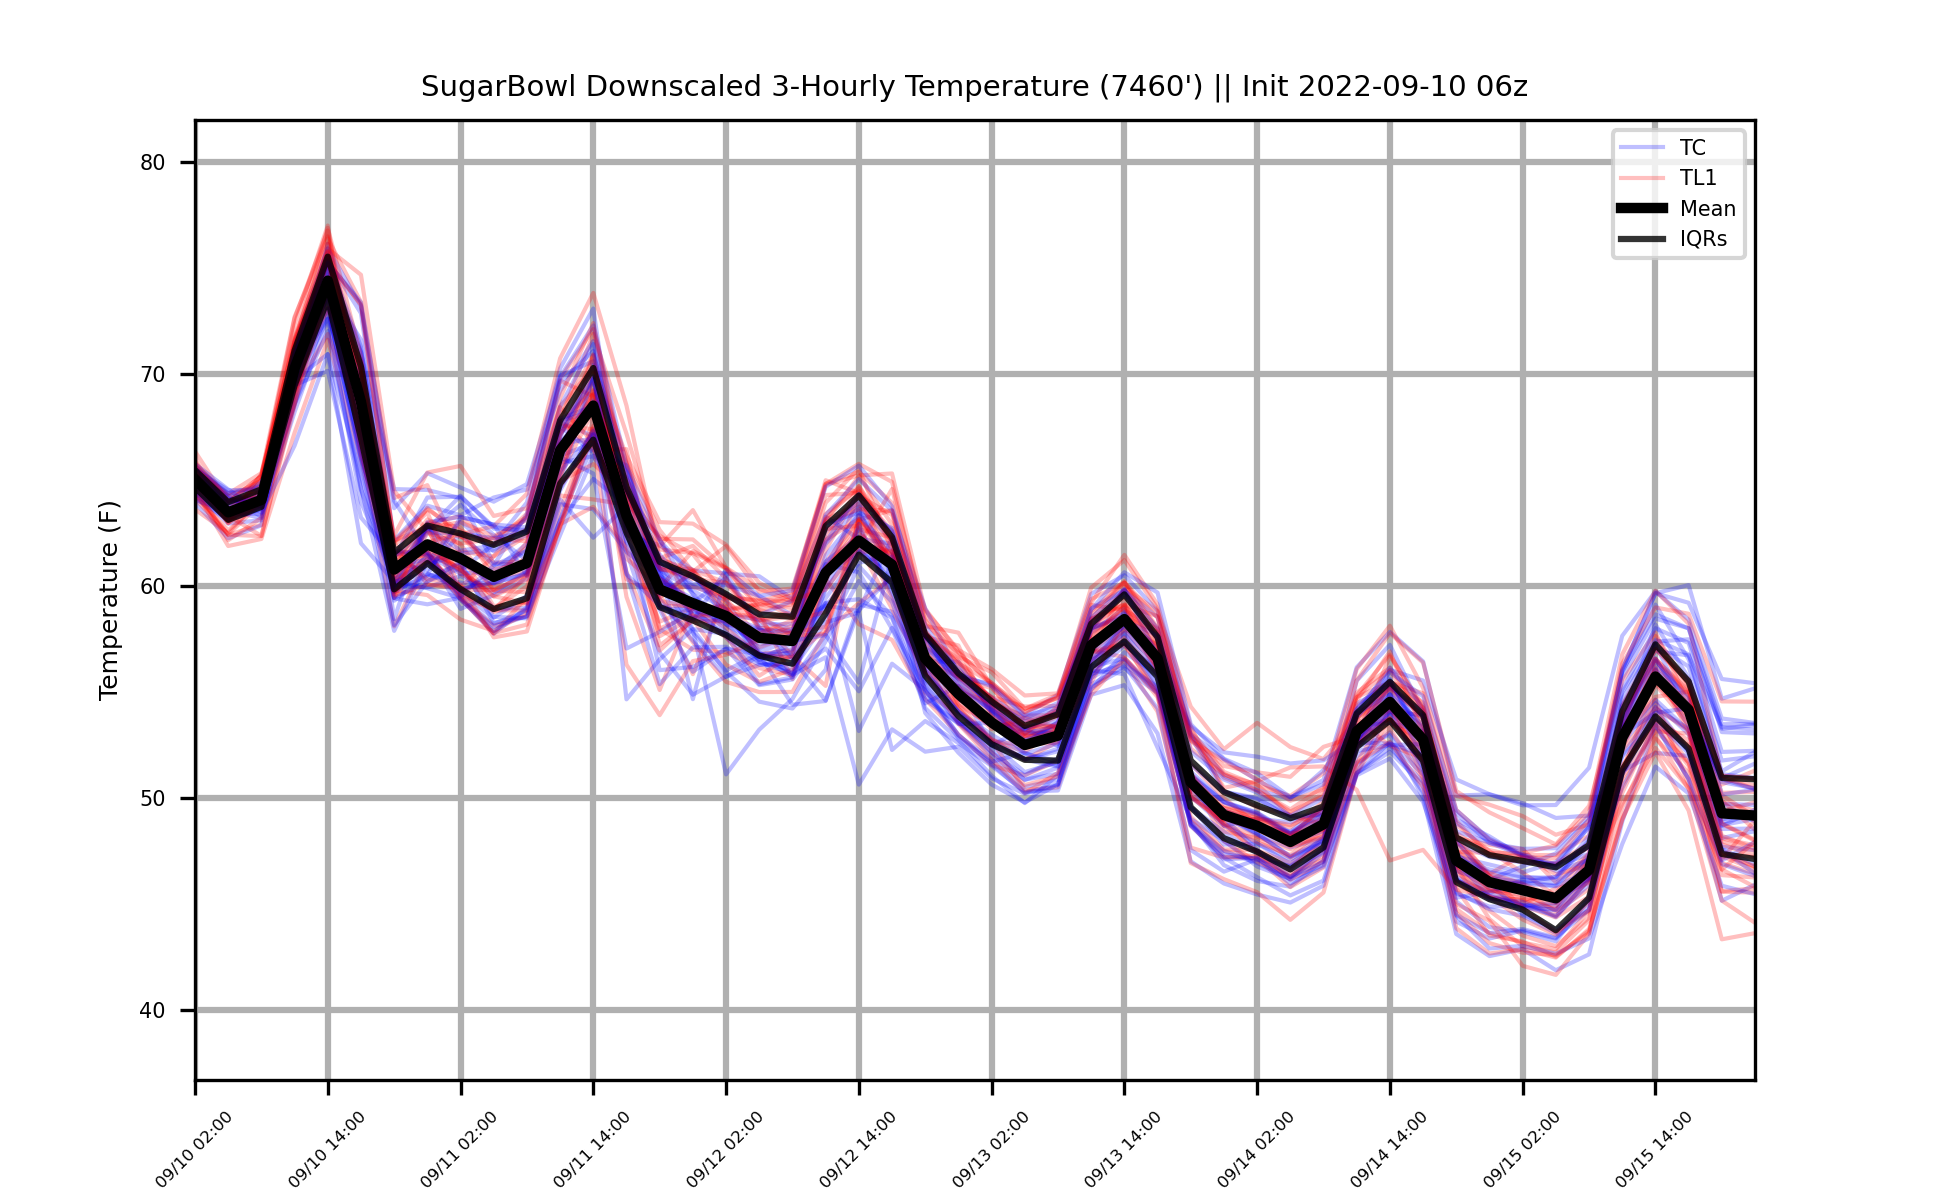 SugarBowl Downscaled 3-Hourly Temperature (7460') || Init 2022-09-10 06z
TC
TL1
Mean
IQRs
Temperature (F)
80
70
60
50
40
09/10 02:00
09/10 14:00
09/11 02:00
09/11 14:00
09/12 02:00
09/12 14:00
09/13 02:00
09/13 14:00
09/14 02:00
09/14 14:00
09/15 02:00
09/15 14:00